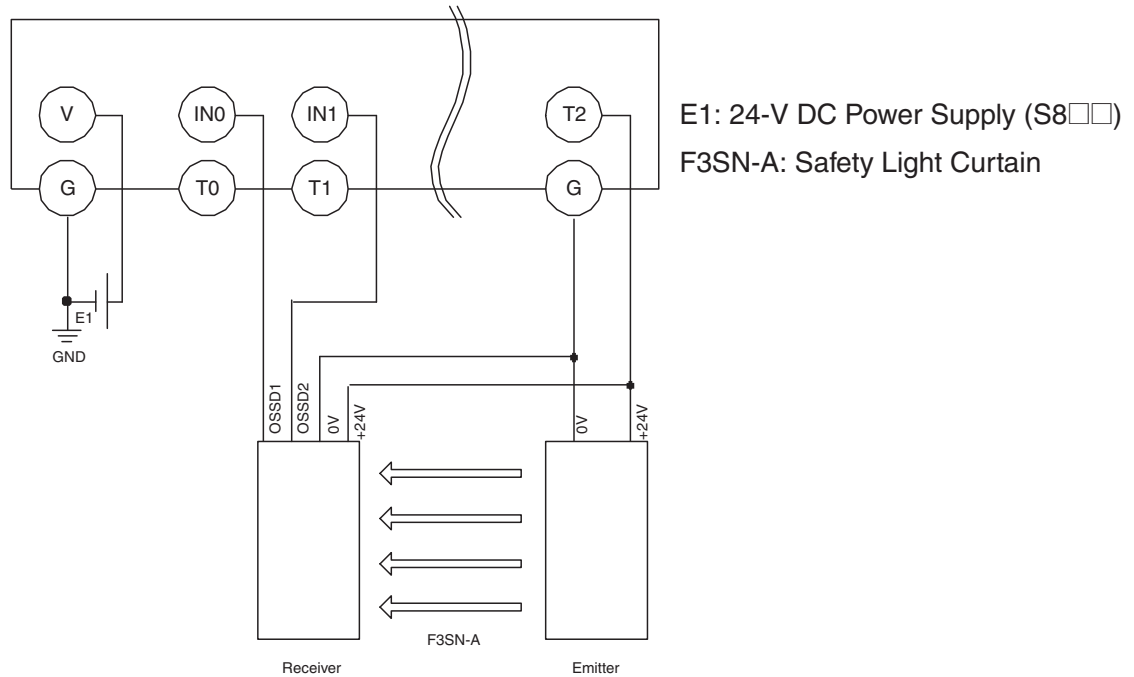 V
IN0
IN1
T2
G
T0
T1
G
E1: 24-V DC Power Supply (S8□□)
F3SN-A: Safety Light Curtain
E1
GND
OSSD1
OSSD2
0V
+24V
0V
+24V
F3SN-A
Receiver
Emitter